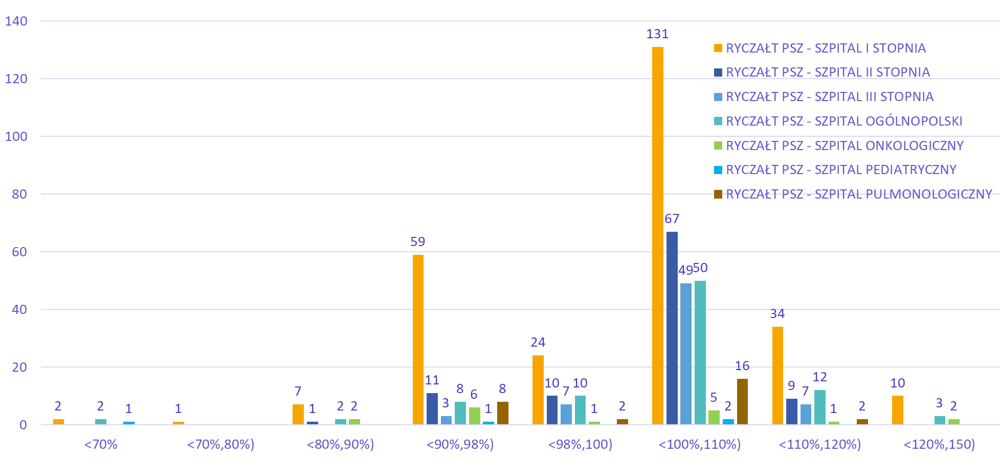 140
120
100
80
60
40
20
0
RYCZAŁT PSZ - SZPITAL I STOPNIA
RYCZAŁT PSZ - SZPITAL II STOPNIA
RYCZAŁT PSZ - SZPITAL III STOPNIA
RYCZAŁT PSZ - SZPITAL OGÓLNOPOLSKI
RYCZAŁT PSZ - SZPITAL ONKOLOGICZNY
RYCZAŁT PSZ - SZPITAL PEDIATRYCZNY
RYCZAŁT PSZ - SZPITAL PULMONOLOGICZNY
2 2 1
1
7 1 2 2
59 11 3 8 6 1 8
24 10 7 10 1 2
131 67 49 50 5 2 16
34 9 7 12 1 2
10 3 2
<70% <70%,80%) <80%,90%) <90%,98%) <98%,100) <100%,110%) <110%,120%) <120%,150)